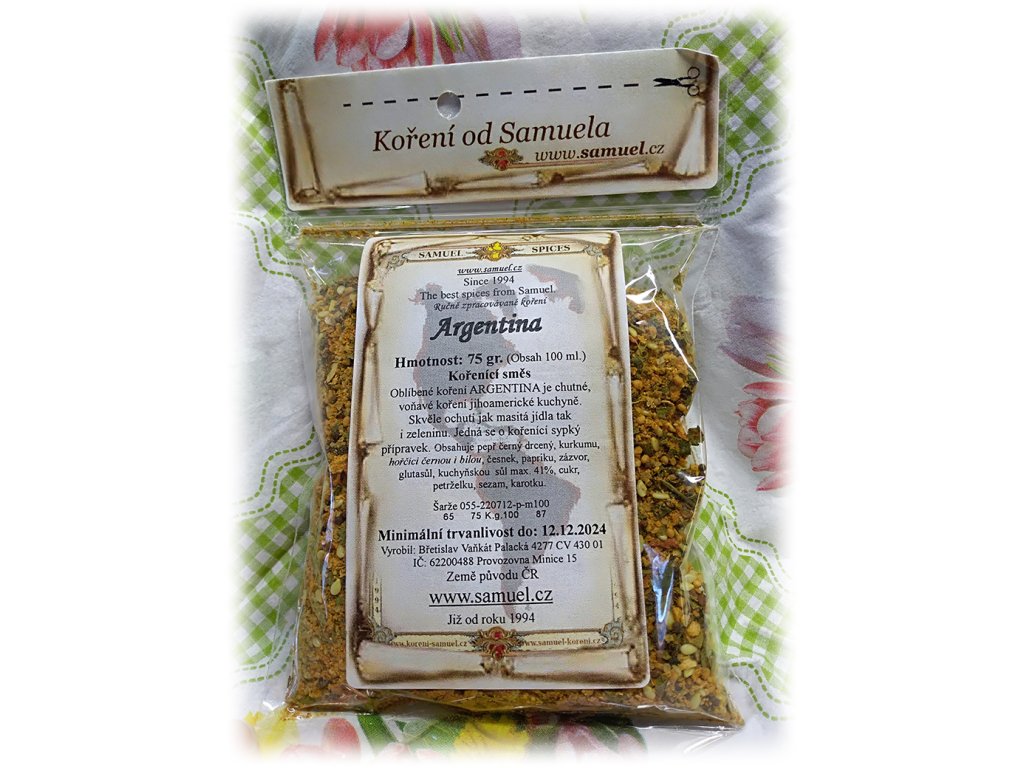 Koření od Samuela
www.samuel.cz
SAMUEL SPICES
www.samuel.cz
Since 1994
The best spices from Samuel.
Ručně zpracovávané koření
Argentina
Hmotnost: 75 gr. (Obsah 100 ml.)
Kořenící směs
Oblíbené koření ARGENTINA je chutné,
voňavé koření jihoamerické kuchyně.
Skvěle ochutí jak masitá jídla tak
i zeleninu. Jedná se o kořenící sypký
přípravek. Obsahuje pepř černý drcený, kurkumu,
hořčici černou i bílou, česnek, papriku, zázvor,
glutasůl, kuchyňskou sůl max. 41%, cukr,
petrželku, sezam, karotku.
Šarže 055-220712-p-m100
65 75 K.g.100 87
Minimální trvanlivost do: 12.12.2024
Vyrobil: Břetislav Vaňkát Palacká 4277 CV 430 01
IČ: 62200488 Provozovna Minice 15
Země původu ČR
www.samuel.cz
Již od roku 1994
www.koreni-samuel.cz www.samuel-koreni.cz